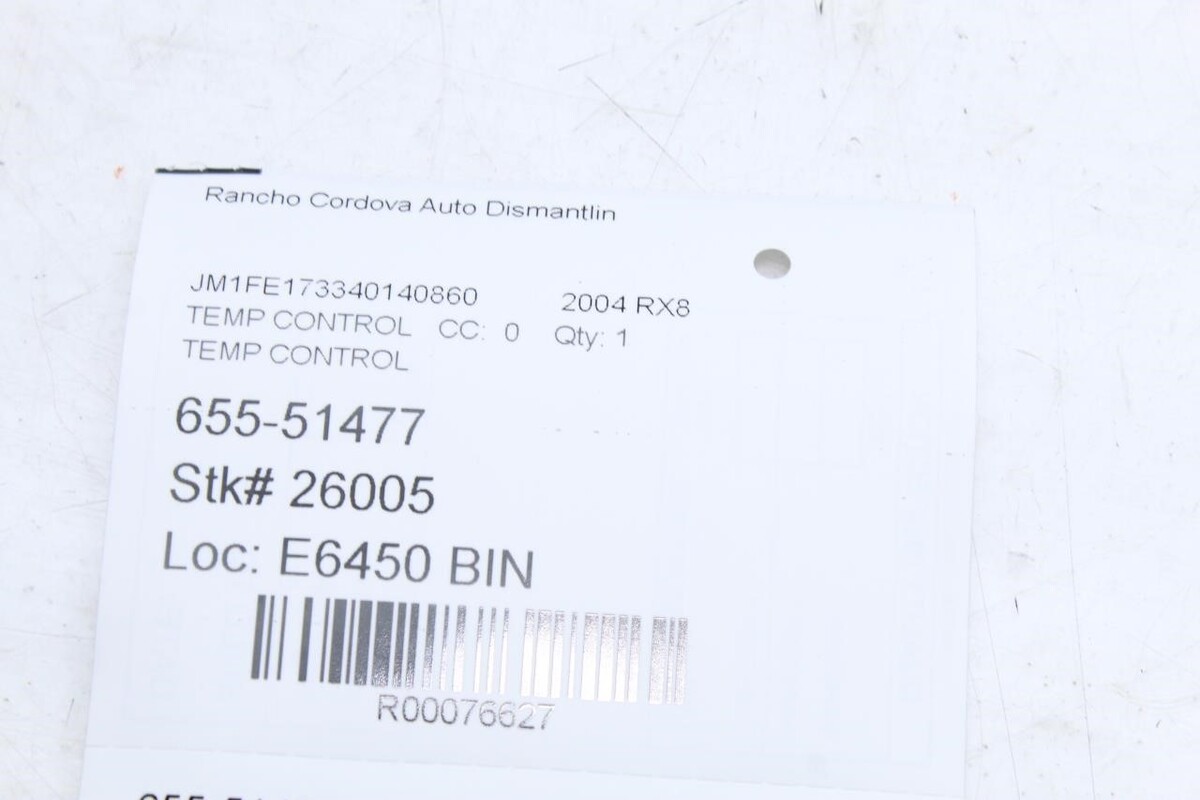 Rancho Cordova Auto Dismantlin
JM1FE173340140860 2004 RX8
TEMP CONTROL CC: 0 Qty: 1
TEMP CONTROL
655-51477
Stk# 26005
Loc: E6450 BIN
R00076627